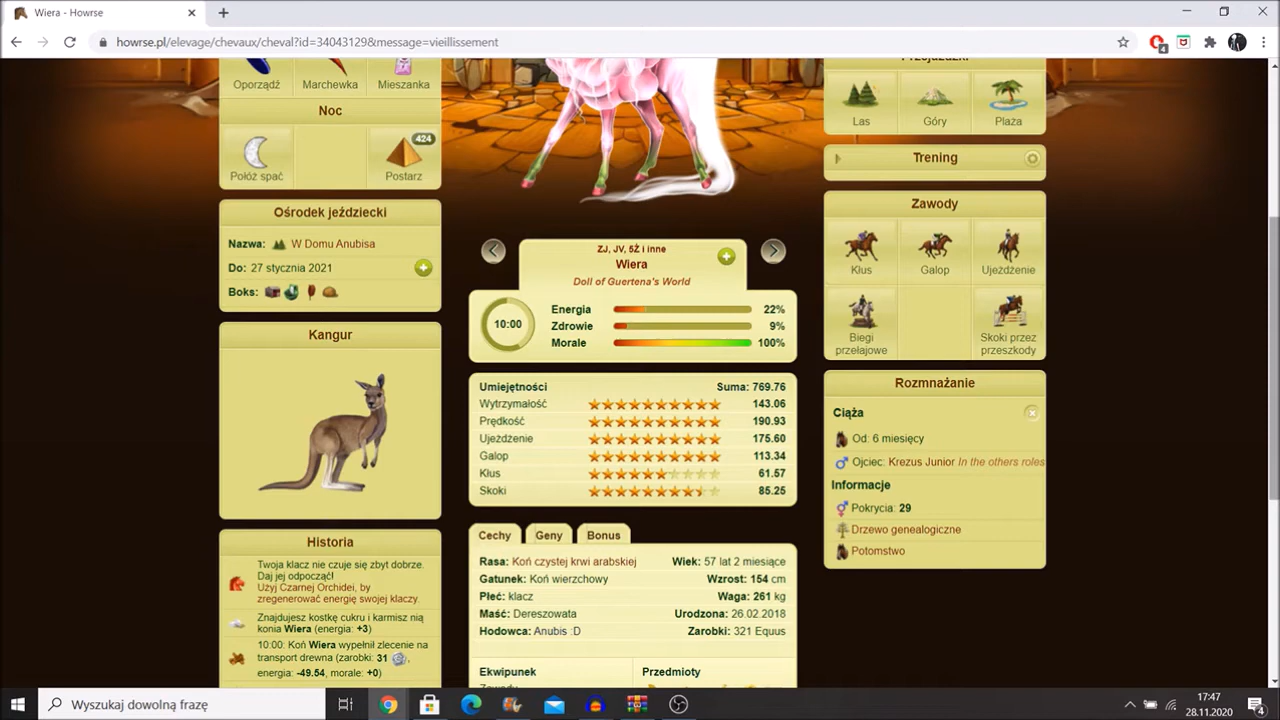 Wiera - Howrse
howrse.pl/elevage/chevaux/cheval?id=34043129&message=vieillissement
4
Oporządź Marchewka Mieszanka
Noc
424
Połóż spać Postarz
Ośrodek jeździecki
Nazwa: W Domu Anubisa
Do: 27 stycznia 2021
Boks:
Kangur
Historia
Twoja klacz nie czuje się zbyt dobrze.
Daj jej odpocząć!
Użyj Czarnej Orchidei, by
zregenerować energię swojej klaczy.
Znajdujesz kostkę cukru i karmisz nią
konia Wiera (energia: +3)
10:00: Koń Wiera wypełnił zlecenie na
transport drewna (zarobki: 31
energia: -49.54, morale: +0)
ZJ, JV, 5Ż i inne
Wiera
Doll of Guertena's World
10:00
Energia 22%
Zdrowie 9%
Morale 100%
Umiejętności Suma: 769.76
Wytrzymałość 143.06
Prędkość 190.93
Ujeżdżenie 175.60
Galop 113.34
Kłus 61.57
Skoki 85.25
Cechy Geny Bonus
Rasa: Koń czystej krwi arabskiej Wiek: 57 lat 2 miesiące
Gatunek: Koń wierzchowy Wzrost: 154 cm
Płeć: klacz Waga: 261 kg
Maść: Dereszowata Urodzona: 26.02.2018
Hodowca: Anubis :D Zarobki: 321 Equus
Ekwipunek Przedmioty
Przejażdżki
Las Góry Plaża
Trening
Zawody
Kłus Galop Ujeżdżenie
Biegi
przełajowe
Skoki przez
przeszkody
Rozmnażanie
Ciąża
Od: 6 miesięcy
Ojciec: Krezus Junior In the others roles
Informacje
Pokrycia: 29
Drzewo genealogiczne
Potomstwo
Wyszukaj dowolną frazę
17:47
28.11.2020
4